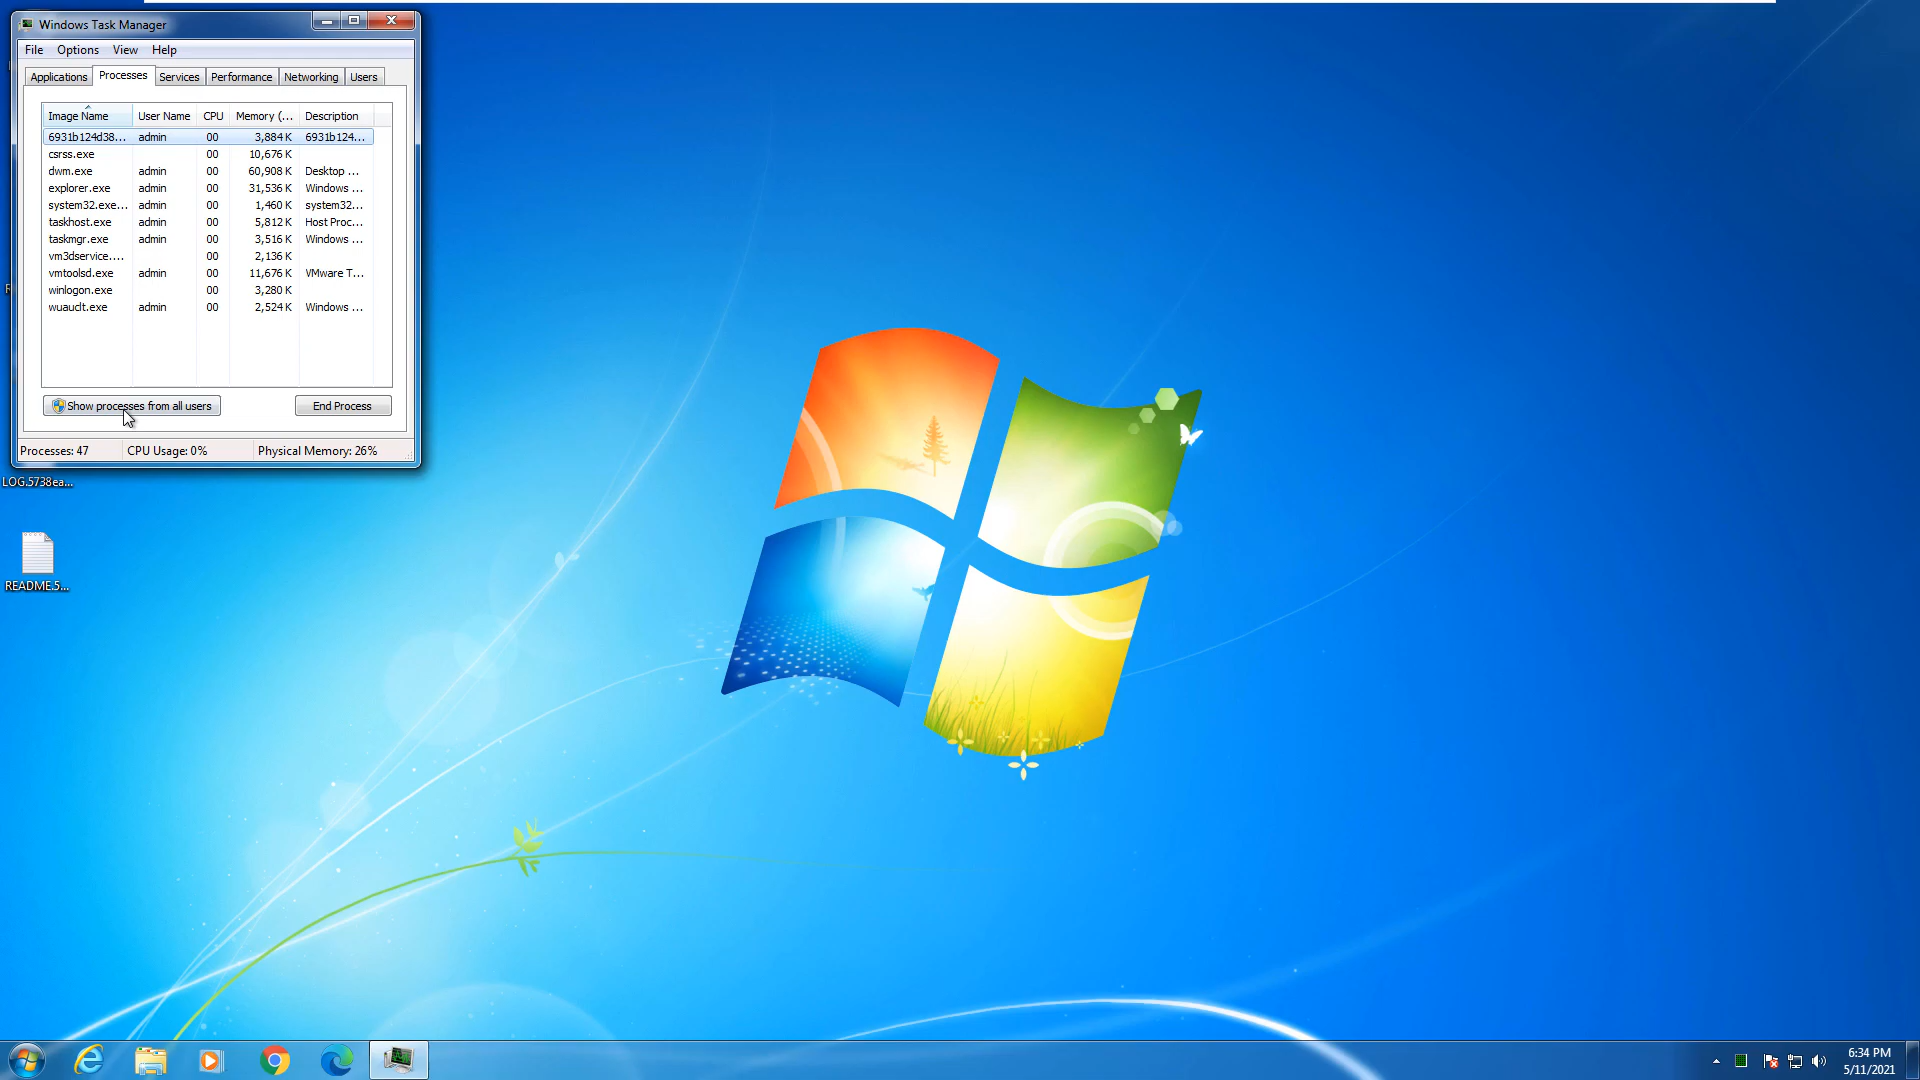 Windows Task Manager
File Options View Help
Applications Processes Services Performance Networking Users
Image Name User Name CPU Memory (... Description
6931b124d38... admin 00 3,884 K 6931b124...
csrss.exe 00 10,676 K
dwm.exe admin 00 60,908 K Desktop ...
explorer.exe admin 00 31,536 K Windows ...
system32.exe... admin 00 1,460 K system32...
taskhost.exe admin 00 5,812 K Host Proc...
taskmgr.exe admin 00 3,516 K Windows ...
vm3dservice.... 00 2,136 K
vmtoolsd.exe admin 00 11,676 K VMware T...
winlogon.exe 00 3,280 K
wuauclt.exe admin 00 2,524 K Windows ...
Show processes from all users End Process
Processes: 47 CPU Usage: 0% Physical Memory: 26%
LOG.5738ea...
README.5...
6:34 PM
5/11/2021